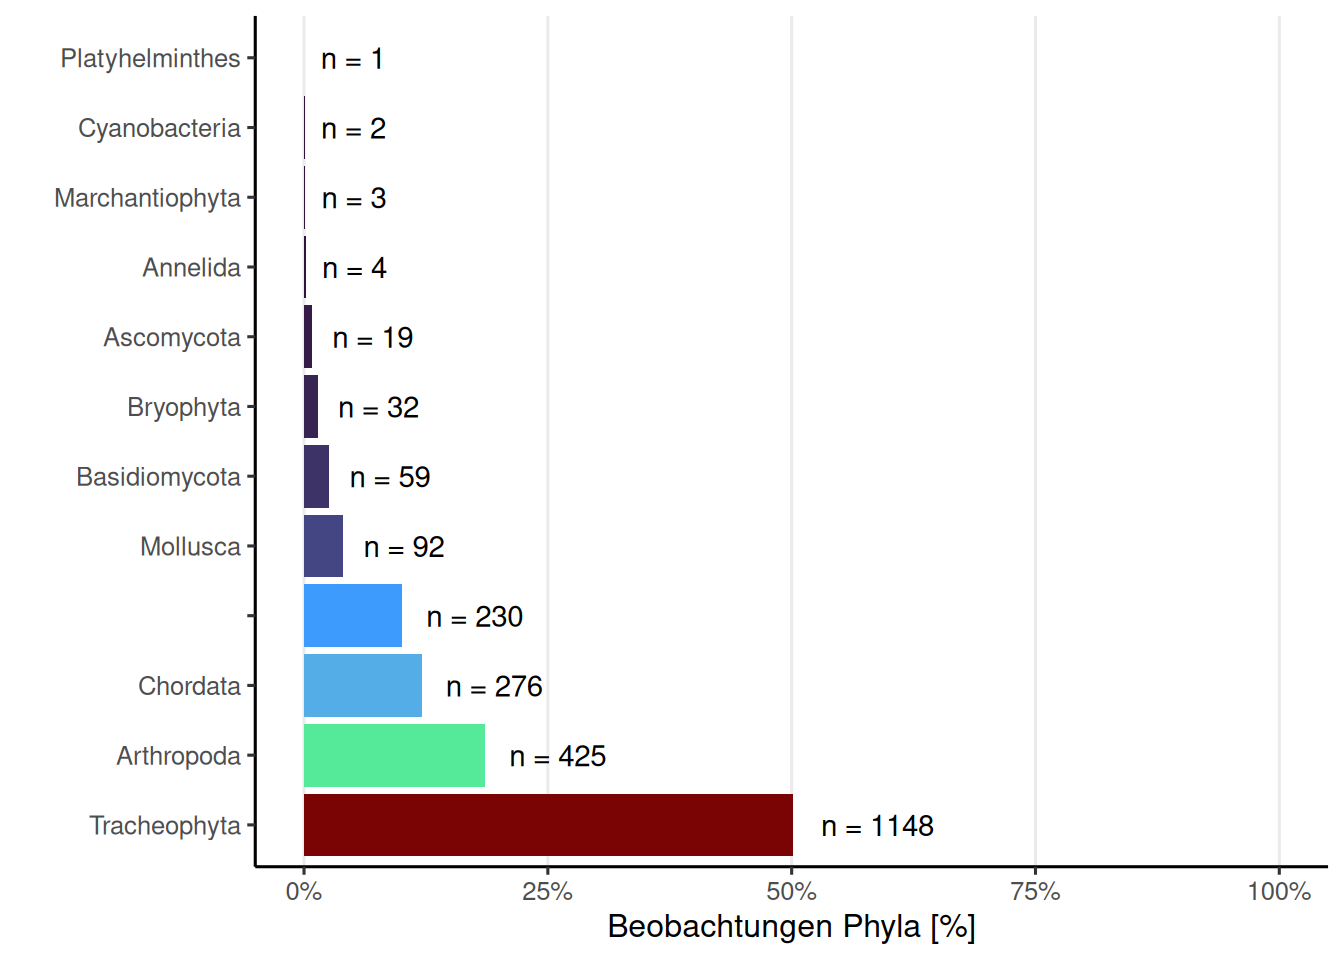 Platyhelminthes n = 1
Cyanobacteria n = 2
Marchantiophyta n = 3
Annelida n = 4
Ascomycota n = 19
Bryophyta n = 32
Basidiomycota n = 59
Mollusca n = 92
n = 230
Chordata n = 276
Arthropoda n = 425
Tracheophyta n = 1148
0% 25% 50% 75% 100%
Beobachtungen Phyla [%]